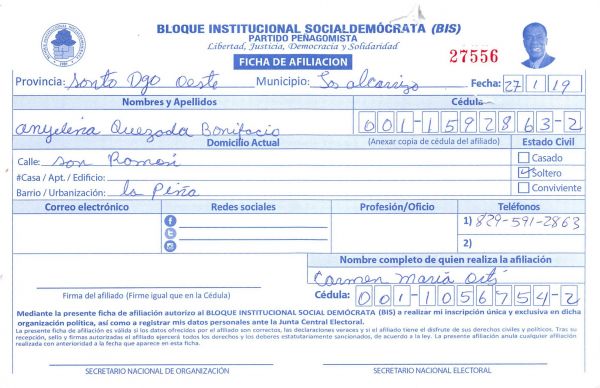 BLOQUE INSTITUCIONAL SOCIALDEMÓCRATA (BIS)
PARTIDO PEÑAGOMISTA
Libertad, Justicia, Democracia y Solidaridad
27556
FICHA DE AFILIACION
Provincia: Santo Dgo Oeste Municipio: Los alcarrizo Fecha: 27 1 19
Nombres y Apellidos Cédula
Anyelina Quezada Bonifacio 001-1592863-2
Domicilio Actual (Anexar copia de cédula del afiliado) Estado Civil
Calle: San Ramon Casado
#Casa / Apt. / Edificio: Soltero
Barrio / Urbanización: la Piña Conviviente
Correo electrónico Redes sociales Profesión/Oficio Teléfonos
1) 829-591-2863
2)
Nombre completo de quien realiza la afiliación
Carmen Maria Ortiz
Firma del afiliado (Firme igual que en la Cédula) Cédula: 001-1056754-2
Mediante la presente ficha de afiliación autorizo al BLOQUE INSTITUCIONAL SOCIAL DEMÓCRATA (BIS) a realizar mi inscripción única y exclusiva en dicha
organización política, así como a registrar mis datos personales ante la Junta Central Electoral.
La presente ficha de afiliación es válida si los datos ofrecidos por el afiliado son correctos, las declaraciones veraces y si el afiliado tiene el disfrute de sus derechos civiles y políticos. Tras su
recepción, sello y firmas autorizadas el afiliado ejercerá todos los derechos y los deberes estatutariamente sancionados, de acuerdo a la ley. La presente afiliación anula cualquier afiliación
realizada con anterioridad a la fecha que aparece en esta ficha.
SECRETARIO NACIONAL DE ORGANIZACIÓN SECRETARIO NACIONAL ELECTORAL